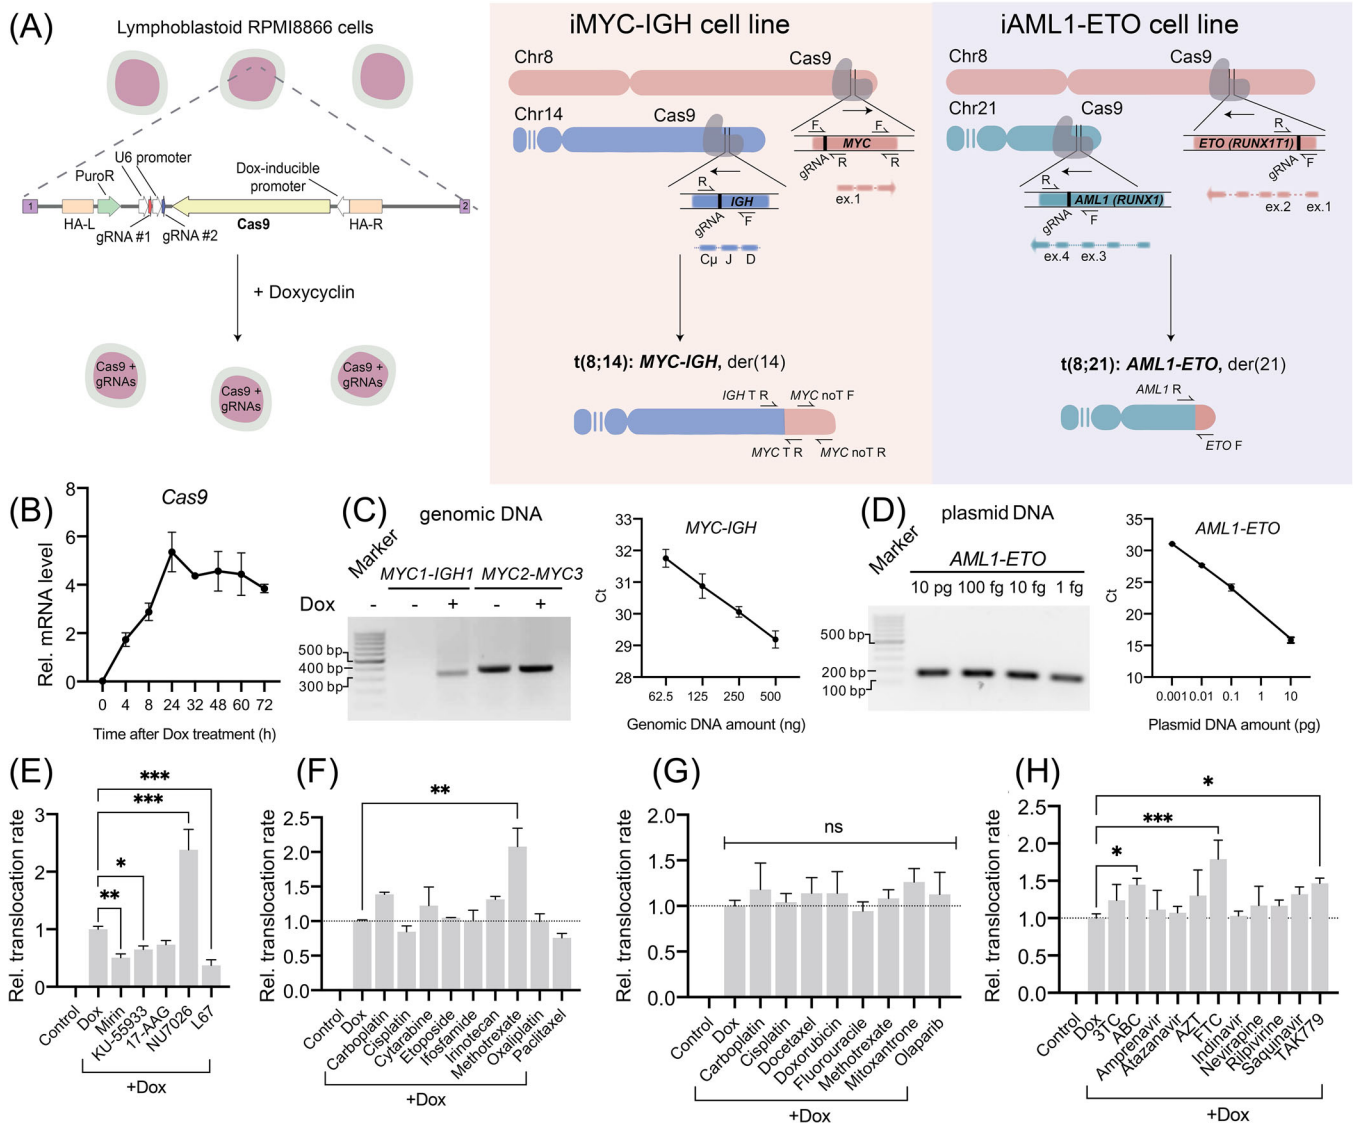 (A)
Lymphoblastoid RPMI8866 cells
U6 promoter
PuroR
Dox-inducible
promoter
1
2
HA-L
gRNA #1
gRNA #2
Cas9
HA-R
+ Doxycyclin
Cas9 +
gRNAs
Cas9 +
gRNAs
Cas9 +
gRNAs
iMYC-IGH cell line
Chr8
Cas9
Chr14
Cas9
F
F
MYC
gRNA
R
R
ex.1
R
IGH
gRNA
F
Cμ J D
t(8;14): MYC-IGH, der(14)
IGH T R
MYC noT F
MYC T R
MYC noT R
iAML1-ETO cell line
Chr8
Cas9
Chr21
Cas9
R
ETO (RUNX1T1)
gRNA
F
ex.2 ex.1
R
AML1 (RUNX1)
gRNA
F
ex.4 ex.3
t(8;21): AML1-ETO, der(21)
AML1 R
ETO F
(B)
Cas9
Rel. mRNA level
8
6
4
2
0
0 4 8 24 32 48 60 72
Time after Dox treatment (h)
(C)
genomic DNA
Marker
MYC1-IGH1 MYC2-MYC3
Dox - - + - +
500 bp
400 bp
300 bp
MYC-IGH
Ct
33
32
31
30
29
28
62.5 125 250 500
Genomic DNA amount (ng)
(D)
plasmid DNA
Marker
AML1-ETO
10 pg 100 fg 10 fg 1 fg
500 bp
200 bp
100 bp
AML1-ETO
Ct
35
30
25
20
15
10
0.001 0.01 0.1 1 10
Plasmid DNA amount (pg)
(E)
Rel. translocation rate
3
2
1
0
***
***
*
**
Control
Dox
Mirin
KU-55933
17-AAG
NU7026
L67
+Dox
(F)
Rel. translocation rate
2.5
2.0
1.5
1.0
0.5
0.0
**
Control
Dox
Carboplatin
Cisplatin
Cytarabine
Etoposide
Ifosfamide
Irinotecan
Methotrexate
Oxaliplatin
Paclitaxel
+Dox
(G)
Rel. translocation rate
2.0
1.5
1.0
0.5
0.0
ns
Control
Dox
Carboplatin
Cisplatin
Docetaxel
Doxorubicin
Fluorouracile
Methotrexate
Mitoxantrone
Olaparib
+Dox
(H)
Rel. translocation rate
2.5
2.0
1.5
1.0
0.5
0.0
*
***
*
Control
Dox
3TC
ABC
Amprenavir
Atazanavir
AZT
FTC
Indinavir
Nevirapine
Rilpivirine
Saquinavir
TAK779
+Dox